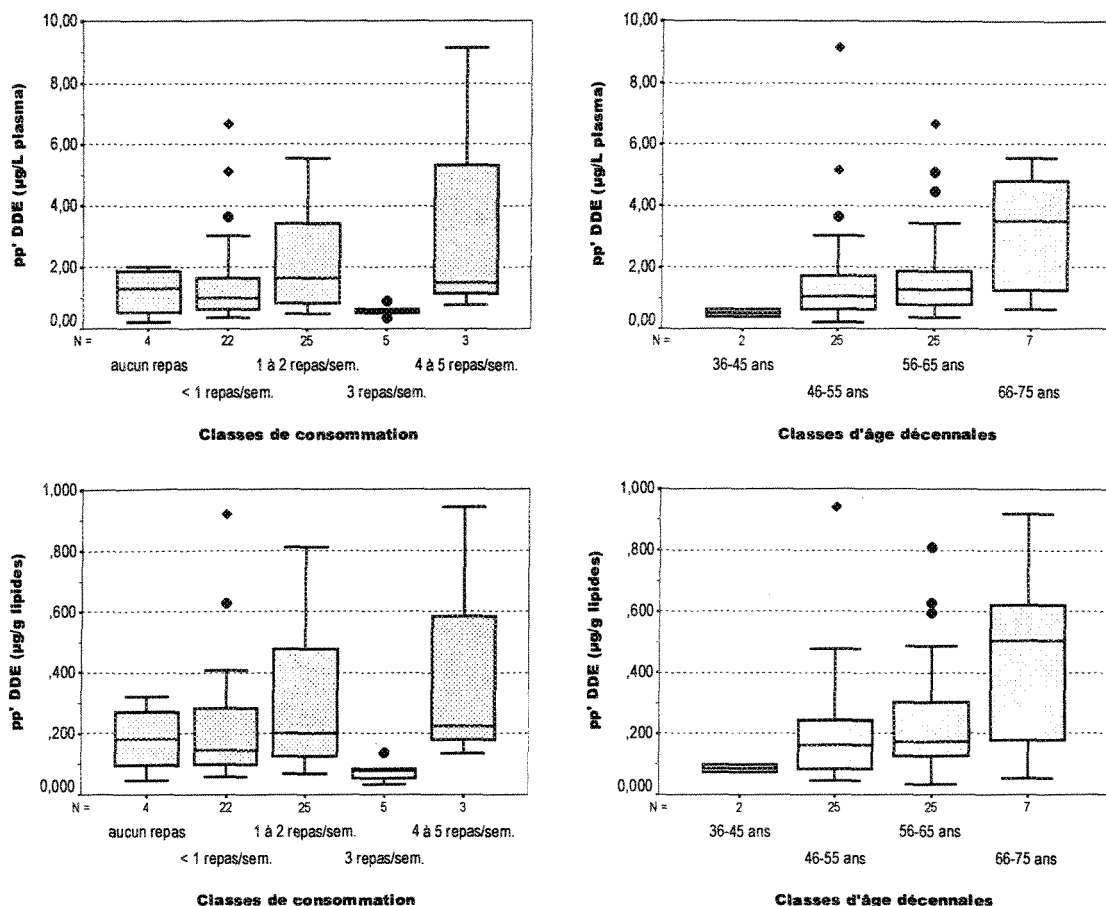 10,00
8,00
6,00
4,00
2,00
0,00
pp' DDE (µg/L plasma)
N = 4 22 25 5 3
aucun repas 1 à 2 repas/sem. 4 à 5 repas/sem.
< 1 repas/sem. 3 repas/sem.
Classes de consommation
10,00
8,00
6,00
4,00
2,00
0,00
pp' DDE (µg/L plasma)
N = 2 25 25 7
36-45 ans 56-65 ans
46-55 ans 66-75 ans
Classes d'âge décennales
1,000
,800
,600
,400
,200
0,000
pp' DDE (µg/g lipides)
N = 4 22 25 5 3
aucun repas 1 à 2 repas/sem. 4 à 5 repas/sem.
< 1 repas/sem. 3 repas/sem.
Classes de consommation
1,000
,800
,600
,400
,200
0,000
pp' DDE (µg/g lipides)
N = 2 25 25 7
36-45 ans 56-65 ans
46-55 ans 66-75 ans
Classes d'âge décennales